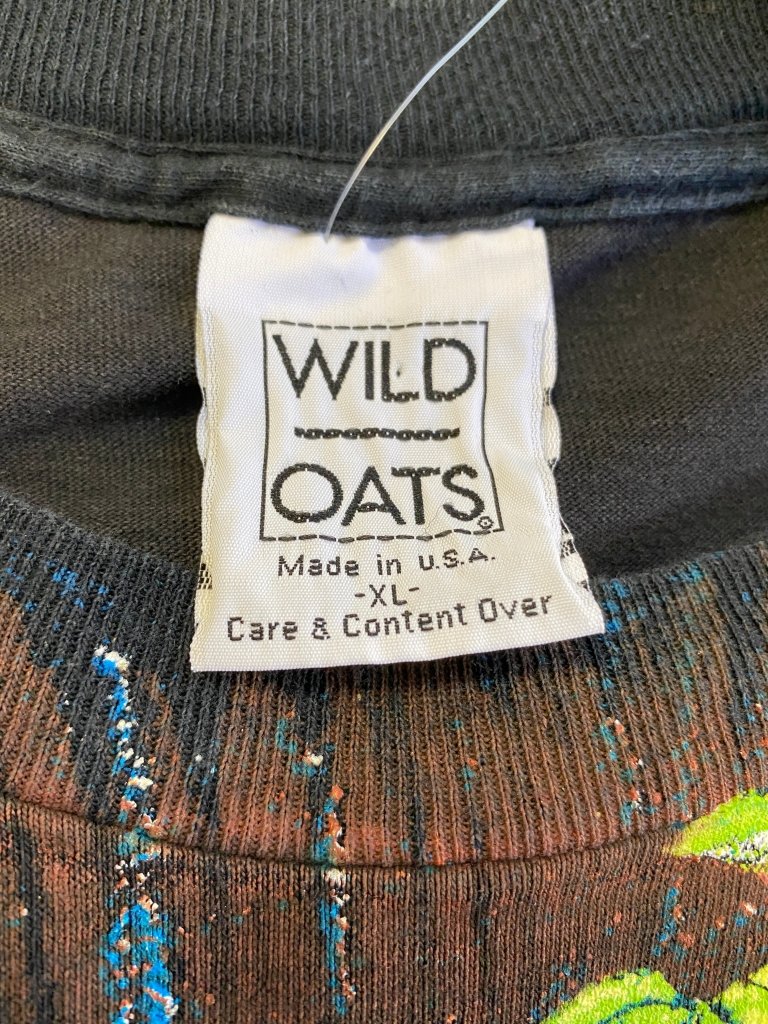 WILD
OATS®
Made in U.S.A.
-XL-
Care & Content Over